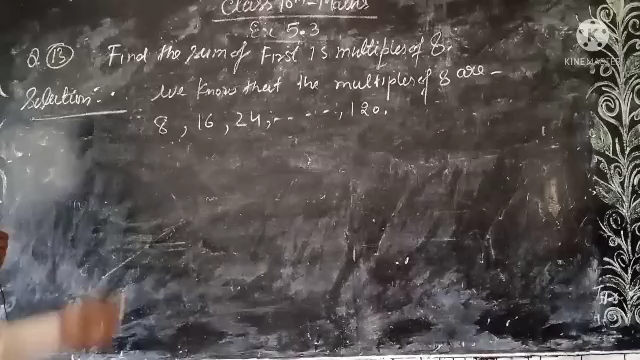 Class 10th Maths
Ex 5.3
Q. 13 Find the sum of First 15 multiples of 8.
Solution:- We know that the multiples of 8 are -
8, 16, 24, - - - - -, 120.
KINEMASTER